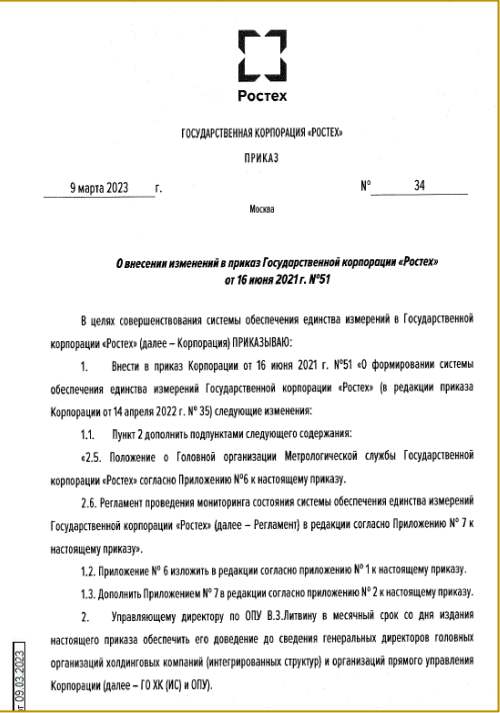 Ростех
ГОСУДАРСТВЕННАЯ КОРПОРАЦИЯ «РОСТЕХ»
ПРИКАЗ
9 марта 2023 г. № 34
Москва
О внесении изменений в приказ Государственной корпорации «Ростех»
от 16 июня 2021 г. №51
В целях совершенствования системы обеспечения единства измерений в Государственной
корпорации «Ростех» (далее – Корпорация) ПРИКАЗЫВАЮ:
1. Внести в приказ Корпорации от 16 июня 2021 г. №51 «О формировании системы
обеспечения единства измерений Государственной корпорации «Ростех» (в редакции приказа
Корпорации от 14 апреля 2022 г. № 35) следующие изменения:
1.1. Пункт 2 дополнить подпунктами следующего содержания:
«2.5. Положение о Головной организации Метрологической службы Государственной
корпорации «Ростех» согласно Приложению №6 к настоящему приказу.
2.6. Регламент проведения мониторинга состояния системы обеспечения единства измерений
Государственной корпорации «Ростех» (далее – Регламент) в редакции согласно Приложению № 7 к
настоящему приказу».
1.2. Приложение № 6 изложить в редакции согласно приложению № 1 к настоящему приказу.
1.3. Дополнить Приложением № 7 в редакции согласно приложению № 2 к настоящему приказу.
2. Управляющему директору по ОПУ В.З.Литвину в месячный срок со дня издания
настоящего приказа обеспечить его доведение до сведения генеральных директоров головных
организаций холдинговых компаний (интегрированных структур) и организаций прямого управления
Корпорации (далее – ГО ХК (ИС) и ОПУ).
от 09.03.2023